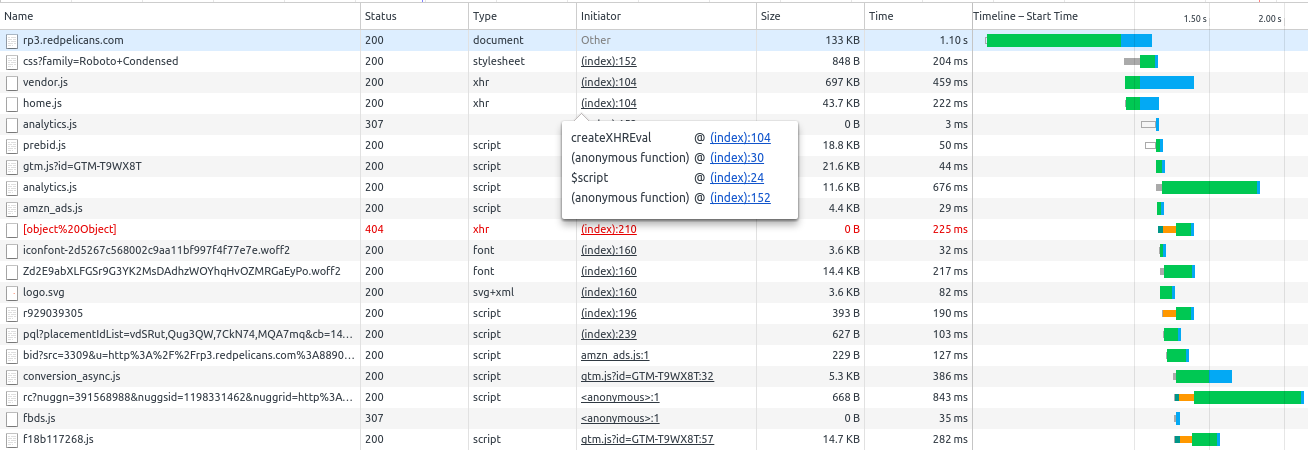 Name Status Type Initiator Size Time Timeline – Start Time 1.50 s 2.00 s
rp3.redpelicans.com 200 document Other 133 KB 1.10 s
css?family=Roboto+Condensed 200 stylesheet (index):152 848 B 204 ms
vendor.js 200 xhr (index):104 697 KB 459 ms
home.js 200 xhr (index):104 43.7 KB 222 ms
analytics.js 307 0 B 3 ms
createXHREval @ (index):104
prebid.js 200 script 18.8 KB 50 ms
(anonymous function) @ (index):30
gtm.js?id=GTM-T9WX8T 200 script 21.6 KB 44 ms
$script @ (index):24
analytics.js 200 script 11.6 KB 676 ms
(anonymous function) @ (index):152
amzn_ads.js 200 script 4.4 KB 29 ms
[object%20Object] 404 xhr (index):210 0 B 225 ms
iconfont-2d5267c568002c9aa11bf997f4f77e7e.woff2 200 font (index):160 3.6 KB 32 ms
Zd2E9abXLFGSr9G3YK2MsDAdhzWOYhqHvOZMRGaEyPo.woff2 200 font (index):160 14.4 KB 217 ms
logo.svg 200 svg+xml (index):160 3.6 KB 82 ms
r929039305 200 script (index):196 393 B 190 ms
pql?placementIdList=vdSRut,Qug3QW,7CkN74,MQA7mq&cb=14... 200 script (index):239 627 B 103 ms
bid?src=3309&u=http%3A%2F%2Frp3.redpelicans.com%3A8890... 200 script amzn_ads.js:1 229 B 127 ms
conversion_async.js 200 script gtm.js?id=GTM-T9WX8T:32 5.3 KB 386 ms
rc?nuggn=391568988&nuggsid=1198331462&nuggrid=http%3A... 200 script <anonymous>:1 668 B 843 ms
fbds.js 307 <anonymous>:1 0 B 35 ms
f18b117268.js 200 script gtm.js?id=GTM-T9WX8T:57 14.7 KB 282 ms